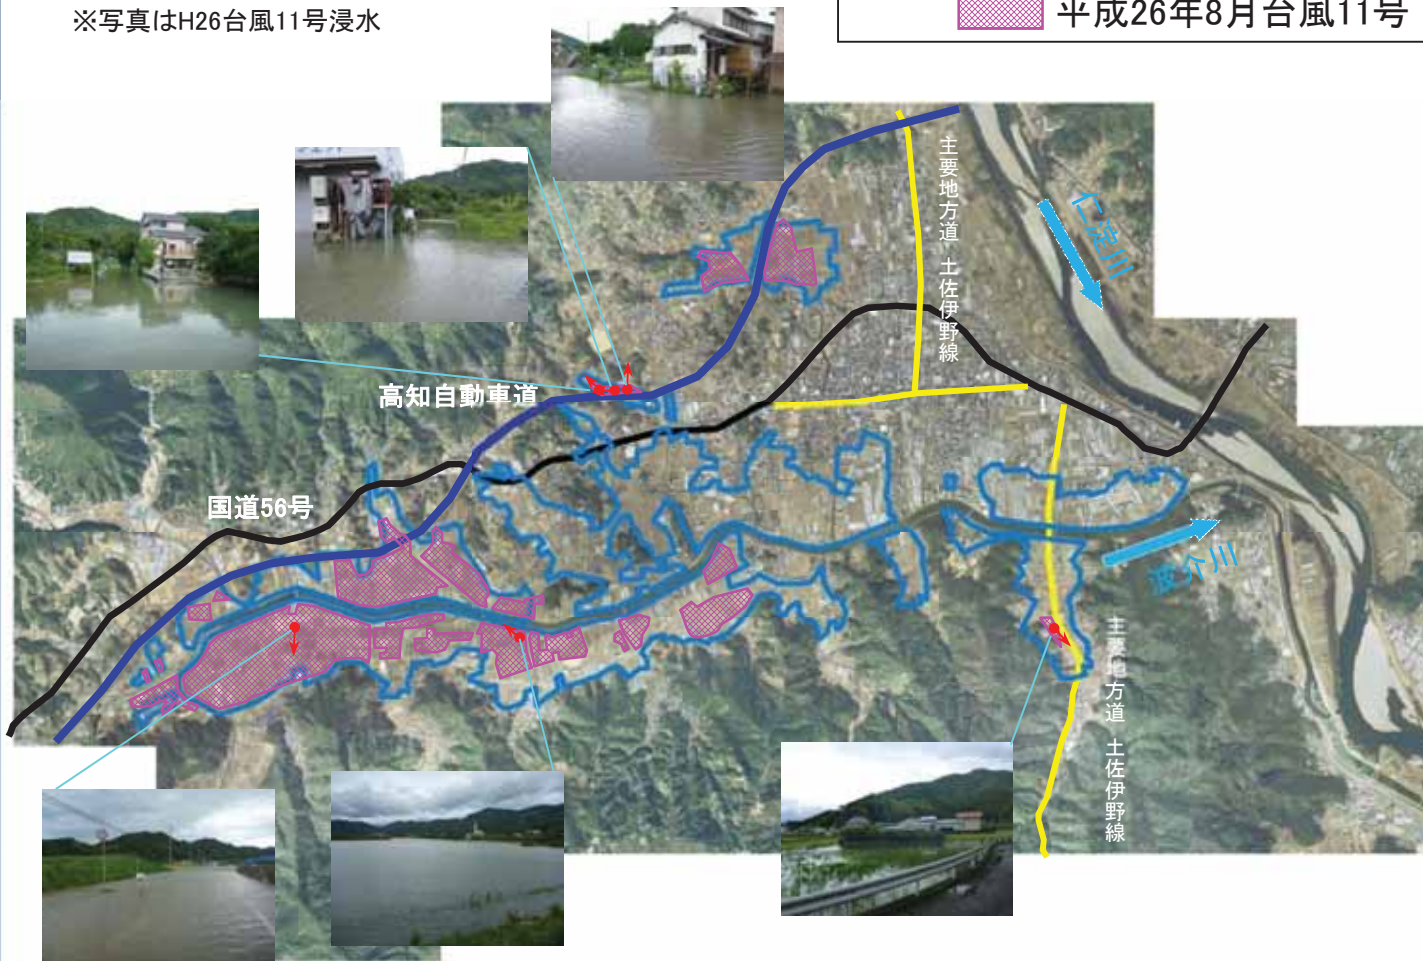 ※写真はH26台風11号浸水
平成26年8月台風11号
主要地方道 土佐伊野線
仁淀川
高知自動車道
国道56号
波介川
主要地方道 土佐伊野線